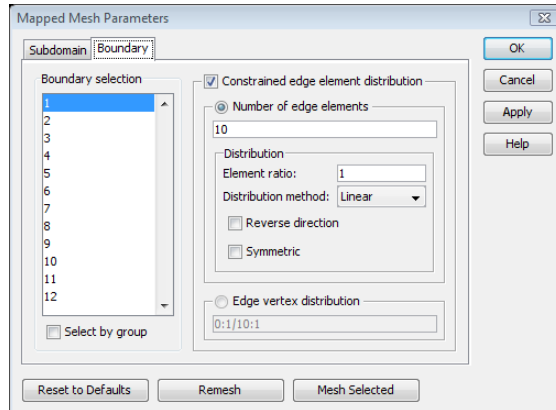 Mapped Mesh Parameters
Subdomain Boundary
Boundary selection
1
2
3
4
5
6
7
8
9
10
11
12
Select by group
Constrained edge element distribution
Number of edge elements
10
Distribution
Element ratio: 1
Distribution method: Linear
Reverse direction
Symmetric
Edge vertex distribution
0:1/10:1
OK
Cancel
Apply
Help
Reset to Defaults Remesh Mesh Selected